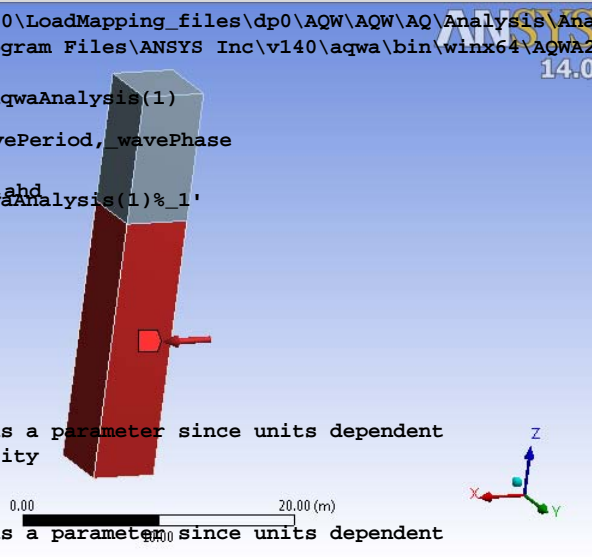 0\LoadMapping_files\dp0\AQW\AQW\AQ\Analysis\Ana
gram Files\ANSYS Inc\v140\aqwa\bin\winx64\AQWA2
ANSYS
14.0
qwaAnalysis(1)
vePeriod,_wavePhase
ahd
aAnalysis(1)%_1'
s a parameter since units dependent
ity
Z
X
Y
0.00
20.00 (m)
10.00
s a parameter since units dependent